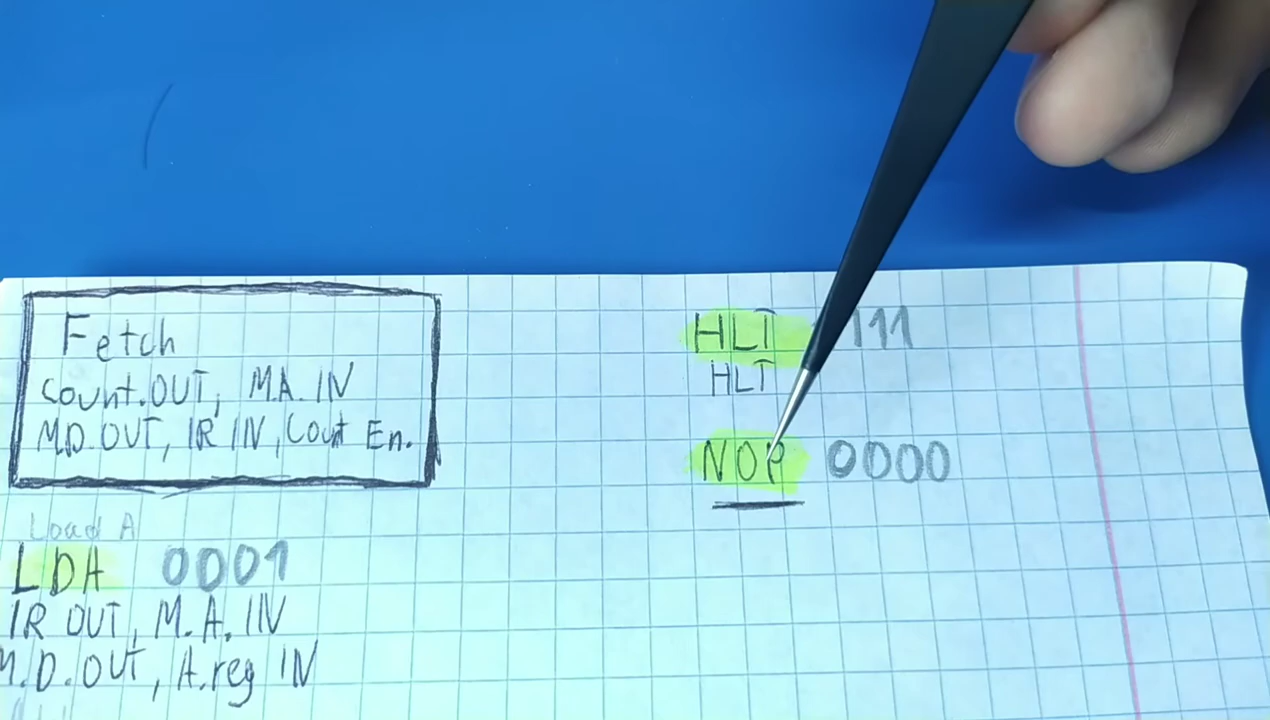 Fetch
Count.OUT, M.A. IN
M.D. OUT, IR IN, Cout En.
Load A
LDA 0001
IR OUT, M.A. IN
M.D.OUT, A.reg IN
HLT 111
HLT
NOP 0000